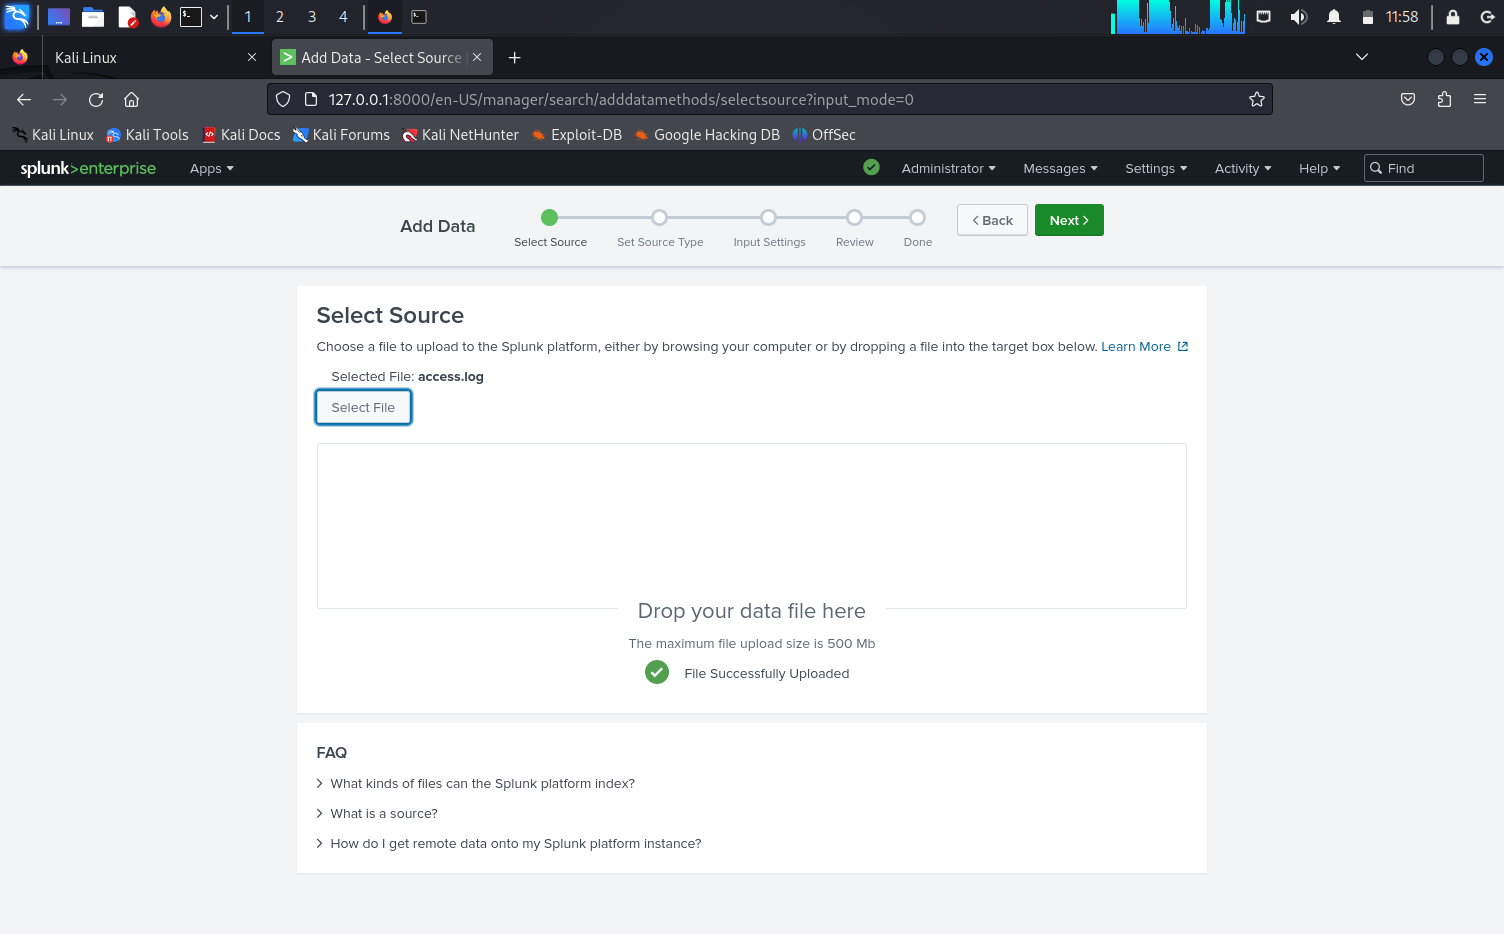 1 2 3 4 11:58
Kali Linux
Add Data - Select Source
127.0.0.1:8000/en-US/manager/search/adddatamethods/selectsource?input_mode=0
Kali Linux Kali Tools Kali Docs Kali Forums Kali NetHunter Exploit-DB Google Hacking DB OffSec
splunk>enterprise Apps Administrator Messages Settings Activity Help Find
Add Data
Select Source Set Source Type Input Settings Review Done
< Back Next >
Select Source
Choose a file to upload to the Splunk platform, either by browsing your computer or by dropping a file into the target box below. Learn More
Selected File: access.log
Select File
Drop your data file here
The maximum file upload size is 500 Mb
File Successfully Uploaded
FAQ
> What kinds of files can the Splunk platform index?
> What is a source?
> How do I get remote data onto my Splunk platform instance?